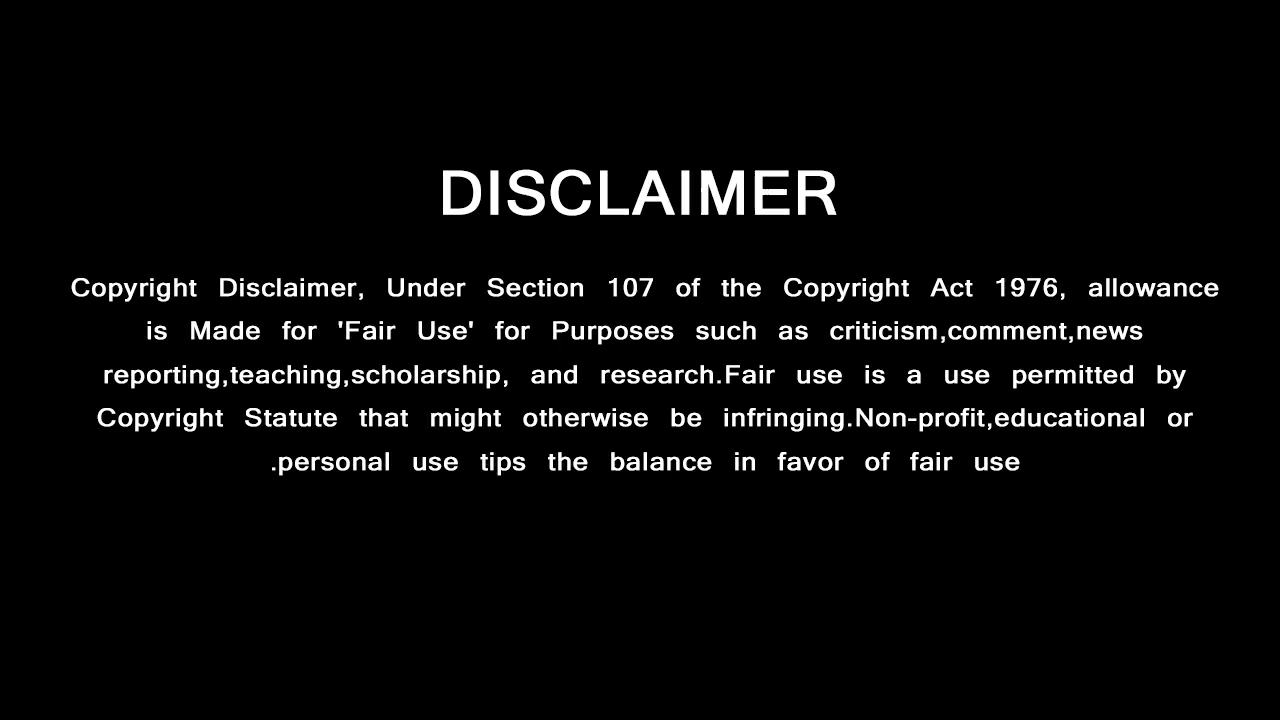 DISCLAIMER
Copyright Disclaimer, Under Section 107 of the Copyright Act 1976, allowance
is Made for 'Fair Use' for Purposes such as criticism,comment,news
reporting,teaching,scholarship, and research.Fair use is a use permitted by
Copyright Statute that might otherwise be infringing.Non-profit,educational or
.personal use tips the balance in favor of fair use